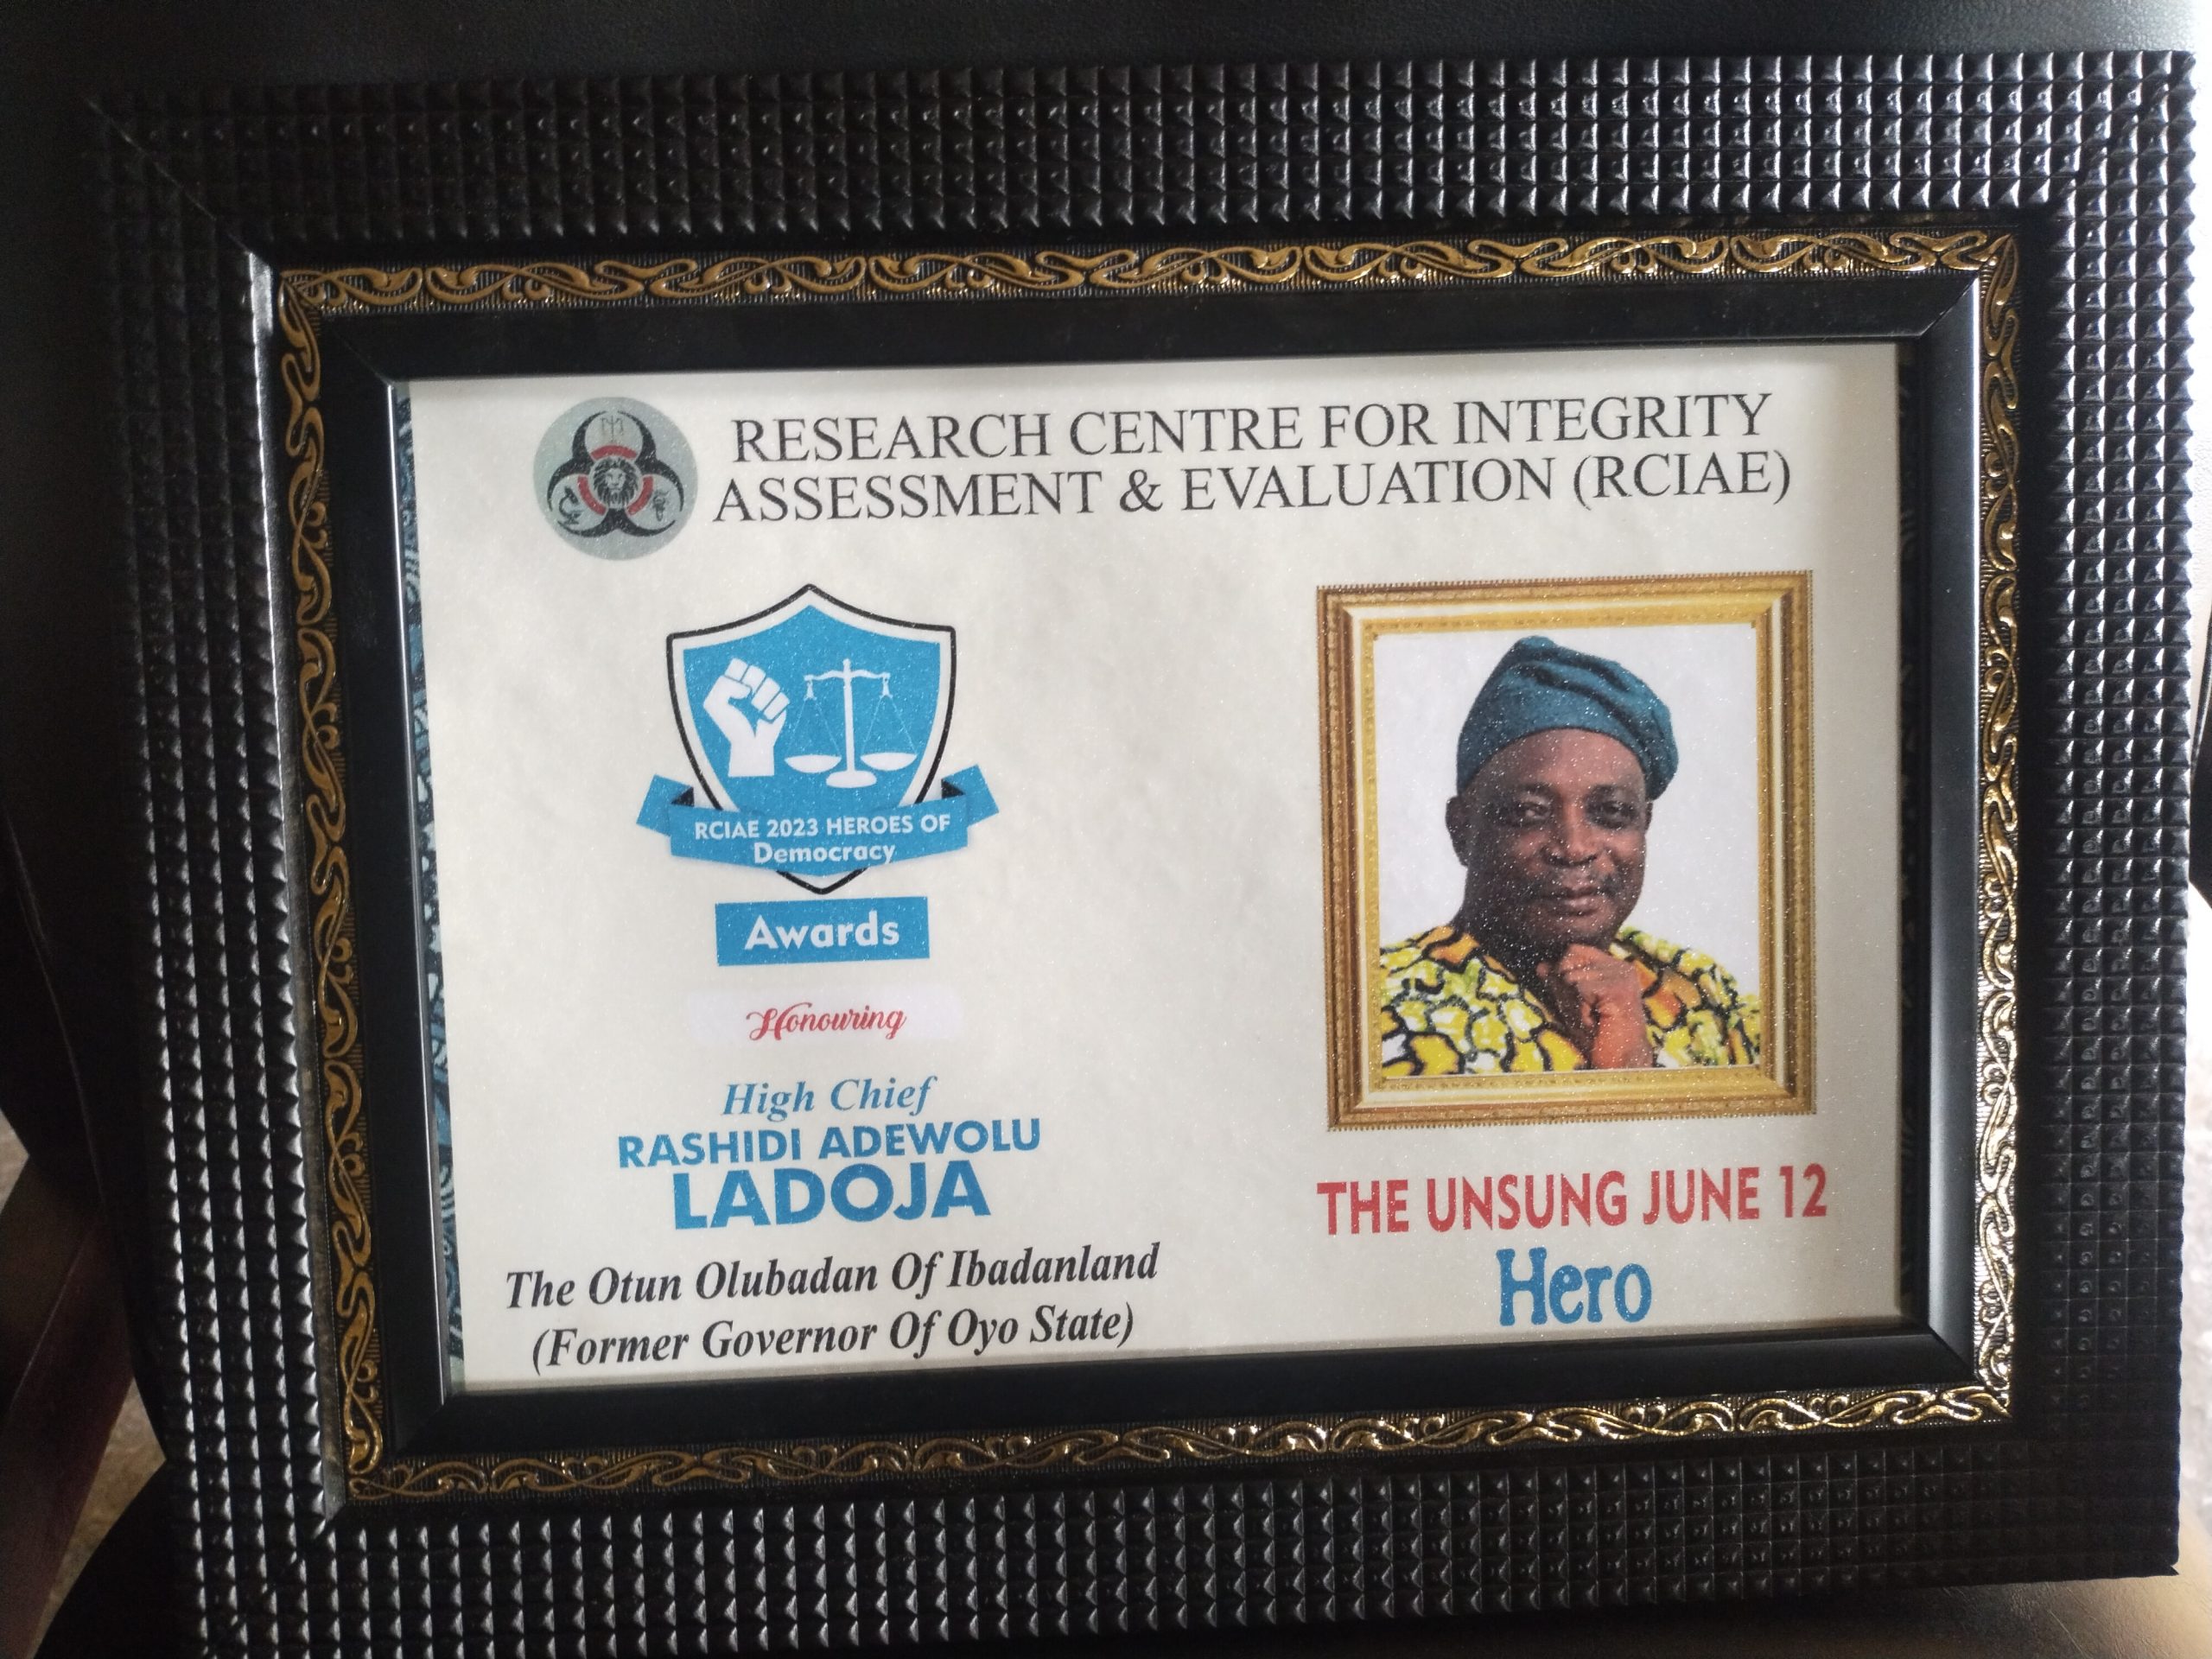 RESEARCH CENTRE FOR INTEGRITY
ASSESSMENT & EVALUATION (RCIAE)
RCIAE 2023 HEROES OF
Democracy
Awards
Honouring
High Chief
RASHIDI ADEWOLU
LADOJA
The Otun Olubadan Of Ibadanland
(Former Governor Of Oyo State)
THE UNSUNG JUNE 12
Hero